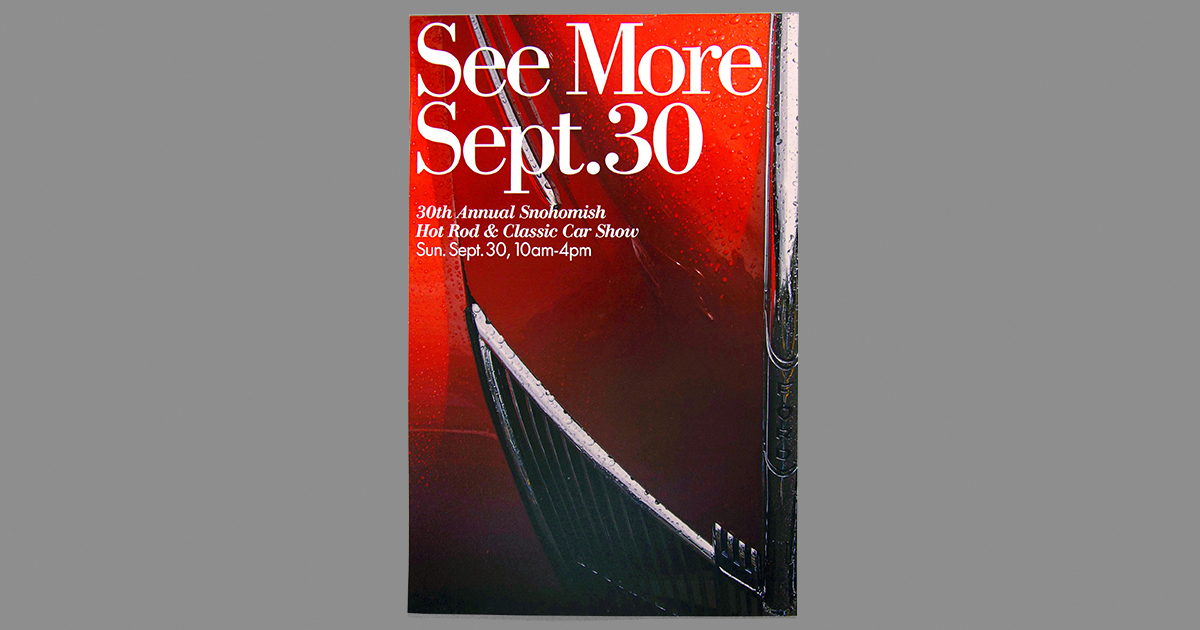 See More
Sept. 30
30th Annual Snohomish
Hot Rod & Classic Car Show
Sun. Sept. 30, 10am-4pm